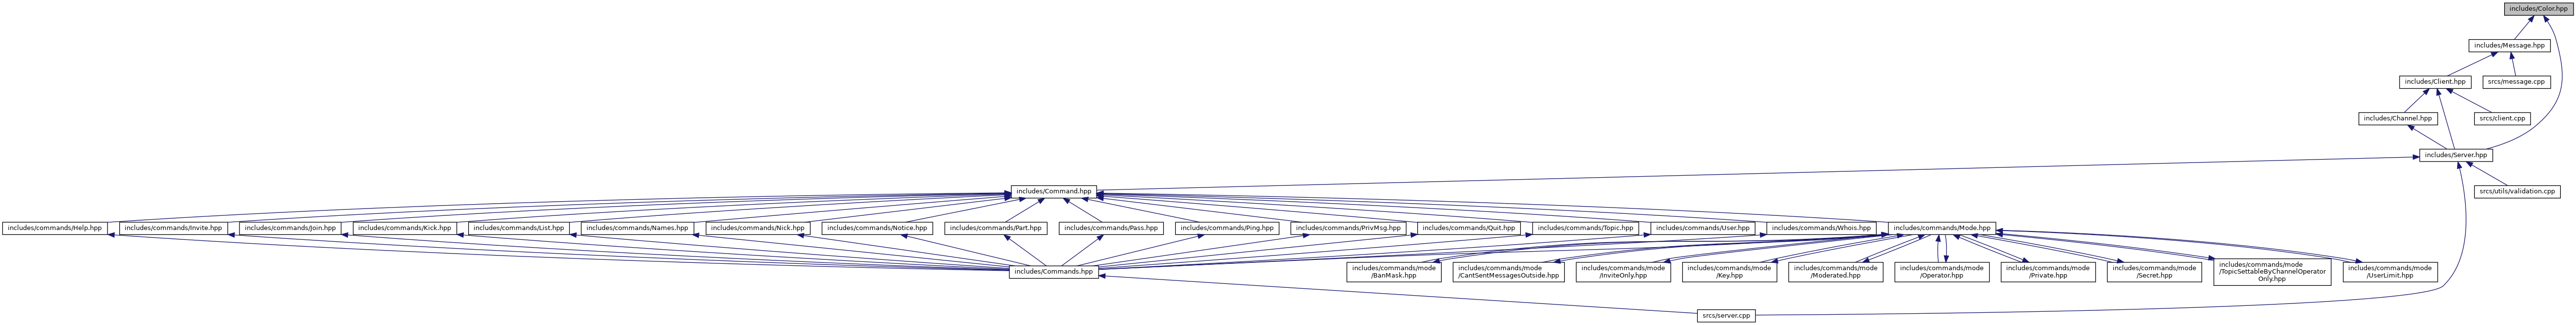 includes/Color.hpp
includes/Message.hpp
includes/Client.hpp
srcs/message.cpp
includes/Channel.hpp
srcs/client.cpp
includes/Server.hpp
includes/Command.hpp
srcs/utils/validation.cpp
includes/commands/Help.hpp
includes/commands/Invite.hpp
includes/commands/Join.hpp
includes/commands/Kick.hpp
includes/commands/List.hpp
includes/commands/Names.hpp
includes/commands/Nick.hpp
includes/commands/Notice.hpp
includes/commands/Part.hpp
includes/commands/Pass.hpp
includes/commands/Ping.hpp
includes/commands/PrivMsg.hpp
includes/commands/Quit.hpp
includes/commands/Topic.hpp
includes/commands/User.hpp
includes/commands/Whois.hpp
includes/commands/Mode.hpp
includes/Commands.hpp
includes/commands/mode
/BanMask.hpp
includes/commands/mode
/CantSentMessagesOutside.hpp
includes/commands/mode
/InviteOnly.hpp
includes/commands/mode
/Key.hpp
includes/commands/mode
/Moderated.hpp
includes/commands/mode
/Operator.hpp
includes/commands/mode
/Private.hpp
includes/commands/mode
/Secret.hpp
includes/commands/mode
/TopicSettableByChannelOperator
Only.hpp
includes/commands/mode
/UserLimit.hpp
srcs/server.cpp